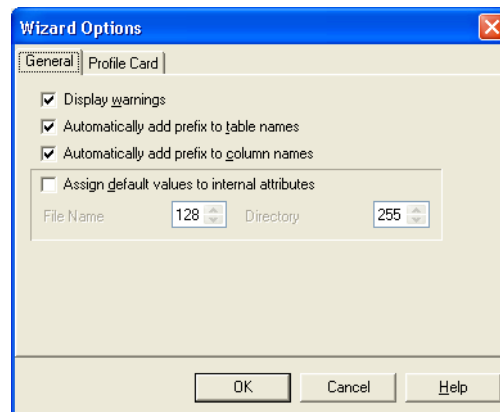 Wizard Options
General Profile Card
Display warnings
Automatically add prefix to table names
Automatically add prefix to column names
Assign default values to internal attributes
File Name 128 Directory 255
OK Cancel Help